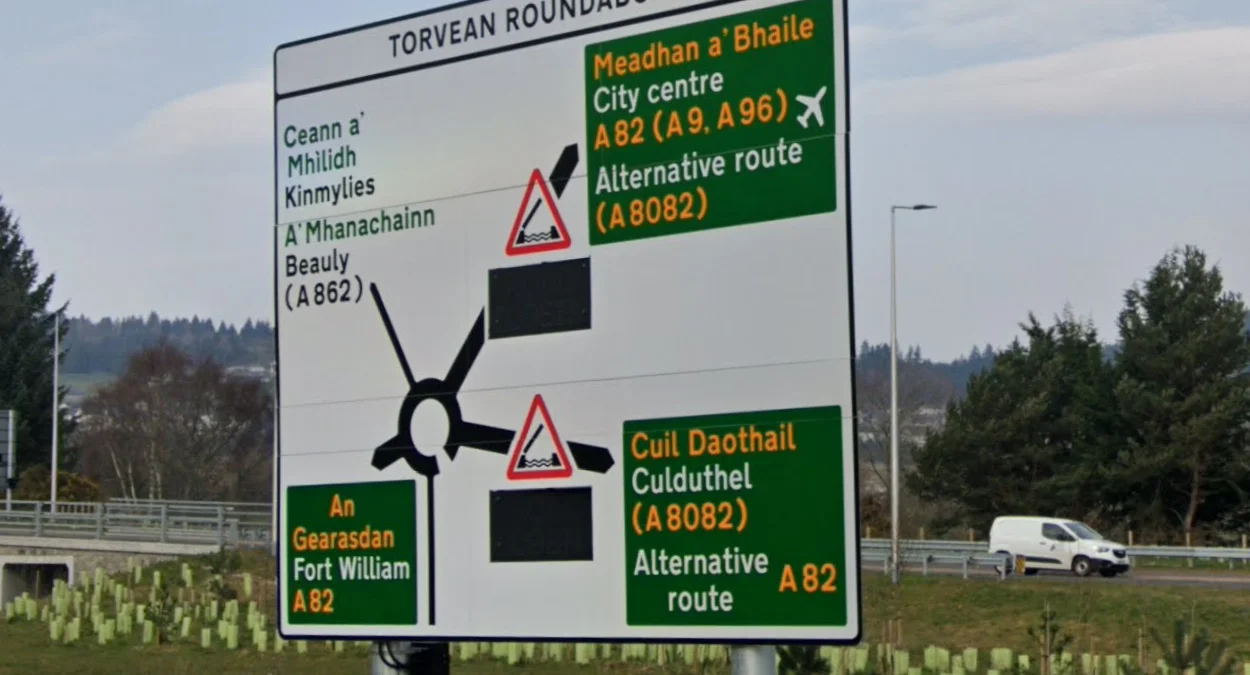 TORVEAN
Ceann a'
Mhìlidh
Kinmylies
A' Mhanachainn
Beauly
(A 862)
Meadhan a' Bhaile
City centre
A 82 (A 9, A 96)
Alternative route
(A 8082)
An
Gearasdan
Fort William
A 82
Cuil Daothail
Culduthel
(A 8082)
Alternative
route
A 82